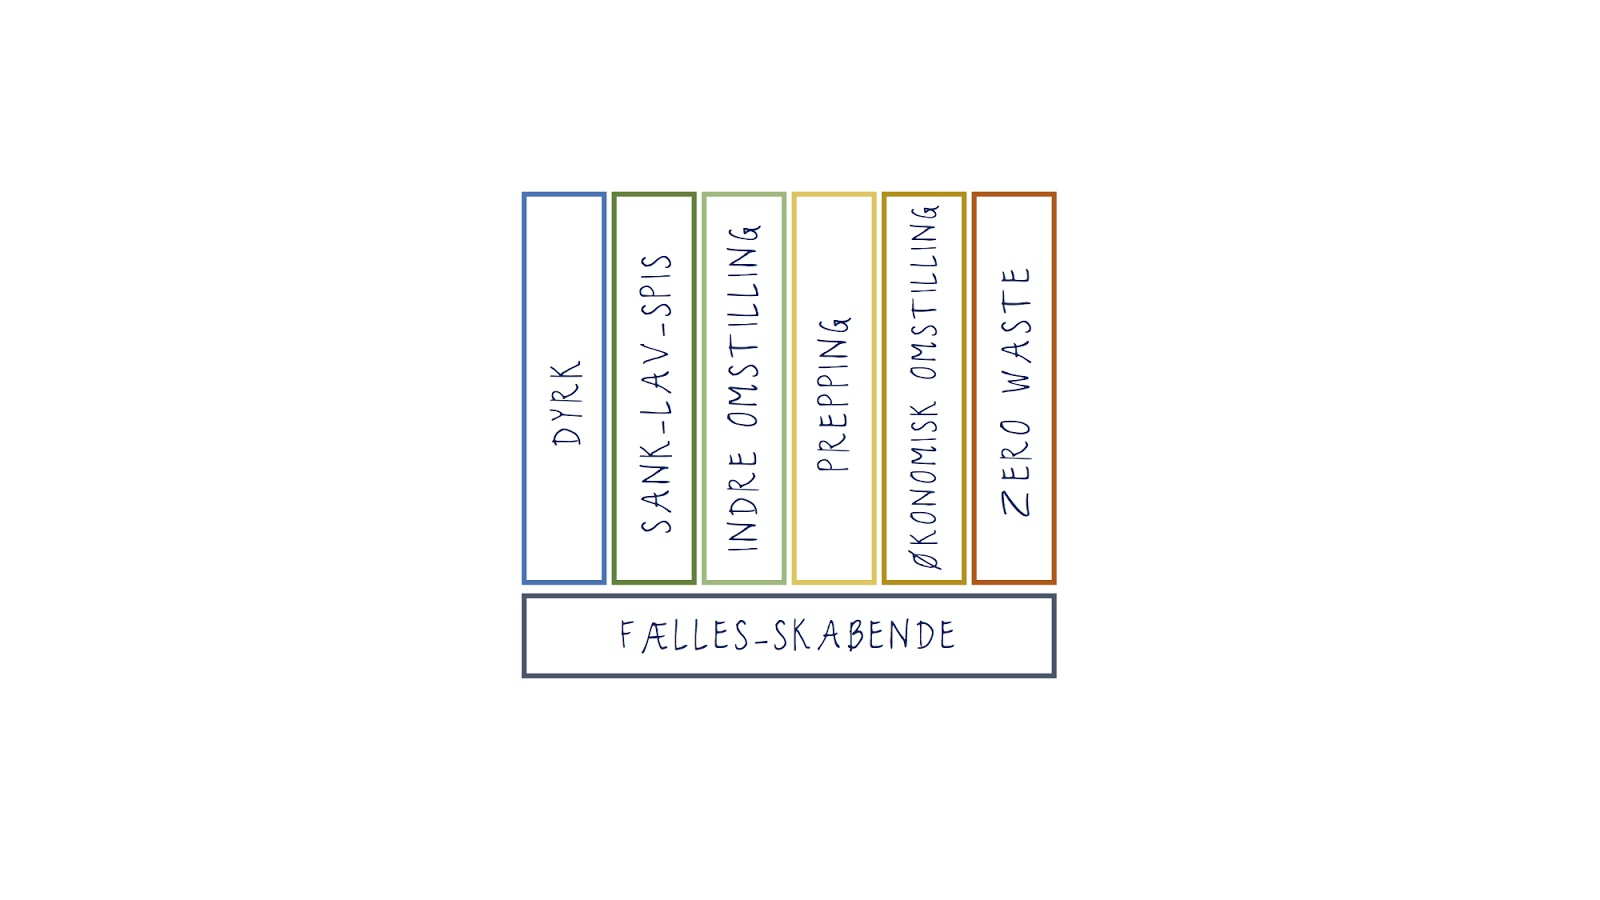 DYRK
SANK-LAV-SPIS
INDRE OMSTILLING
PREPPING
ØKONOMISK OMSTILLING
ZERO WASTE
FÆLLES-SKABENDE